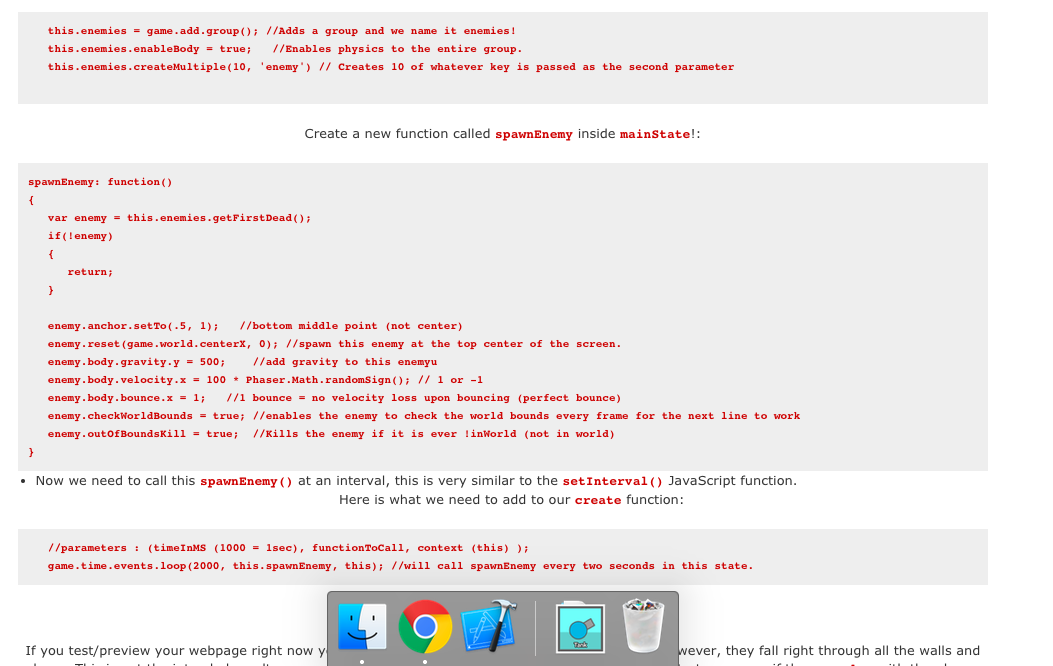 this.enemies = game.add.group(); //Adds a group and we name it enemies!
this.enemies.enableBody = true;   //Enables physics to the entire group.
this.enemies.createMultiple(10, 'enemy') // Creates 10 of whatever key is passed as the second parameter
Create a new function called spawnEnemy inside mainState!:
spawnEnemy: function()
{
var enemy = this.enemies.getFirstDead();
if(!enemy)
{
return;
}
enemy.anchor.setTo(.5, 1);   //bottom middle point (not center)
enemy.reset(game.world.centerX, 0); //spawn this enemy at the top center of the screen.
enemy.body.gravity.y = 500;    //add gravity to this enemyu
enemy.body.velocity.x = 100 * Phaser.Math.randomSign(); // 1 or -1
enemy.body.bounce.x = 1;   //1 bounce = no velocity loss upon bouncing (perfect bounce)
enemy.checkWorldBounds = true; //enables the enemy to check the world bounds every frame for the next line to work
enemy.outOfBoundsKill = true;  //Kills the enemy if it is ever !inWorld (not in world)
}
• Now we need to call this spawnEnemy() at an interval, this is very similar to the setInterval() JavaScript function.
Here is what we need to add to our create function:
//parameters : (timeInMS (1000 = 1sec), functionToCall, context (this) );
game.time.events.loop(2000, this.spawnEnemy, this); //will call spawnEnemy every two seconds in this state.
Tank
If you test/preview your webpage right now wever, they fall right through all the walls and